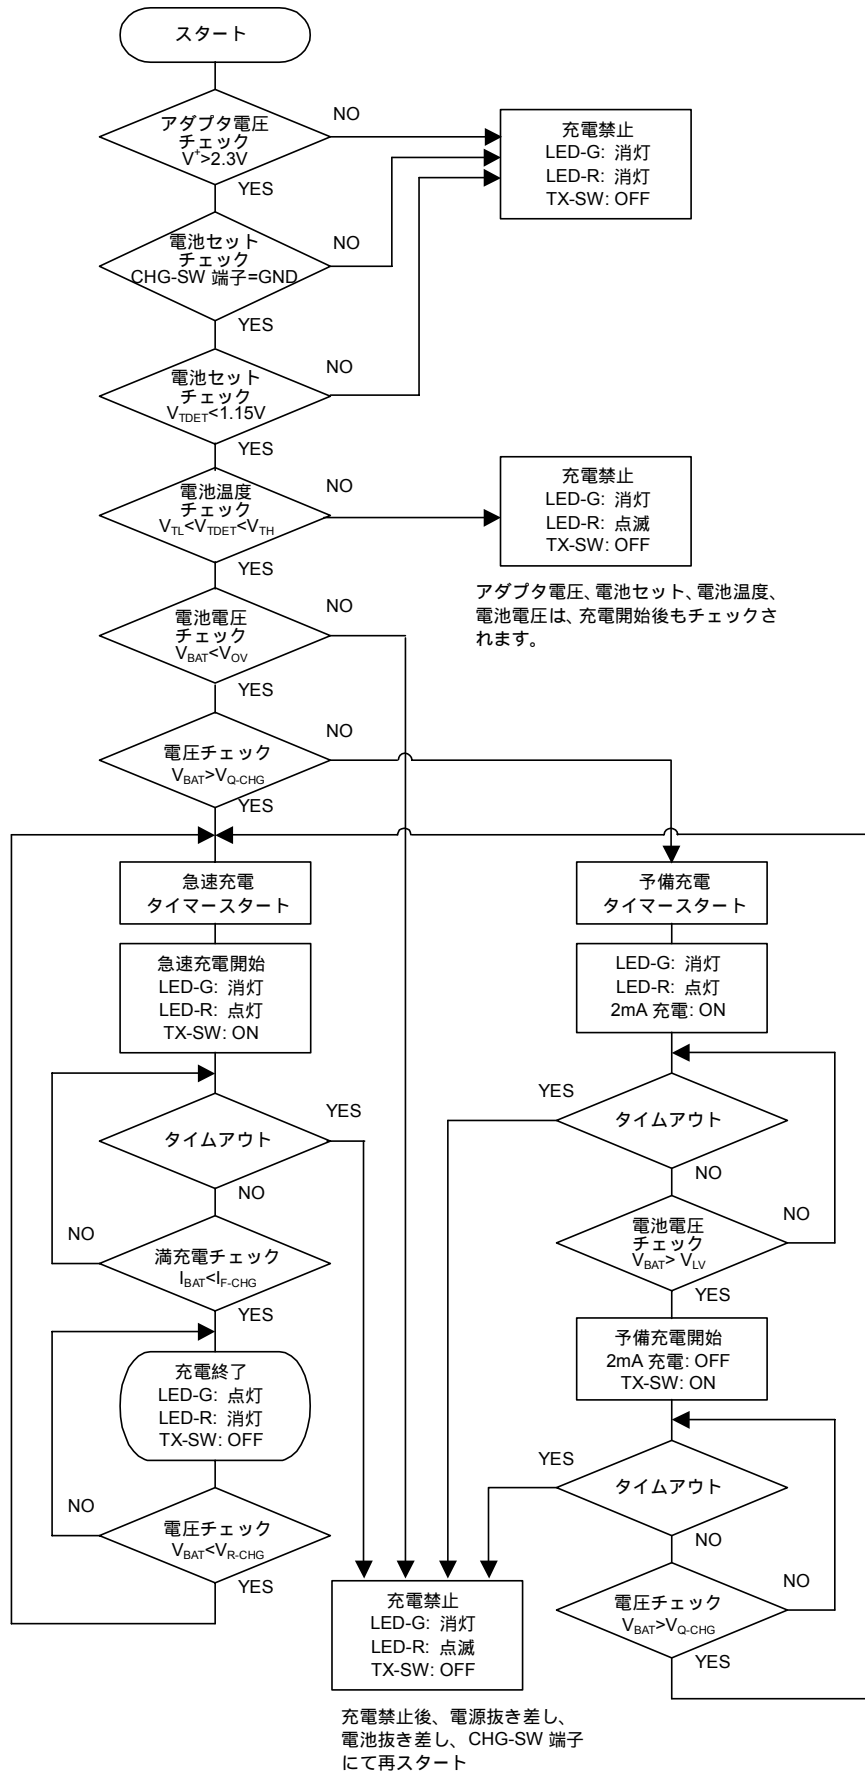 スタート
アダプタ電圧
チェック
V⁺>2.3V
NO
YES
充電禁止
LED-G: 消灯
LED-R: 消灯
TX-SW: OFF
電池セット
チェック
CHG-SW 端子=GND
NO
YES
電池セット
チェック
V_TDET<1.15V
NO
YES
電池温度
チェック
V_TL<V_TDET<V_TH
NO
YES
充電禁止
LED-G: 消灯
LED-R: 点滅
TX-SW: OFF
アダプタ電圧、電池セット、電池温度、
電池電圧は、充電開始後もチェックさ
れます。
電池電圧
チェック
V_BAT<V_OV
NO
YES
電圧チェック
V_BAT>V_Q-CHG
NO
YES
急速充電
タイマースタート
急速充電開始
LED-G: 消灯
LED-R: 点灯
TX-SW: ON
タイムアウト
YES
NO
満充電チェック
I_BAT<I_F-CHG
NO
YES
充電終了
LED-G: 点灯
LED-R: 消灯
TX-SW: OFF
電圧チェック
V_BAT<V_R-CHG
NO
YES
予備充電
タイマースタート
LED-G: 消灯
LED-R: 点灯
2mA 充電: ON
タイムアウト
YES
NO
電池電圧
チェック
V_BAT> V_LV
NO
YES
予備充電開始
2mA 充電: OFF
TX-SW: ON
タイムアウト
YES
NO
電圧チェック
V_BAT>V_Q-CHG
NO
YES
充電禁止
LED-G: 消灯
LED-R: 点滅
TX-SW: OFF
充電禁止後、電源抜き差し、
電池抜き差し、CHG-SW 端子
にて再スタート